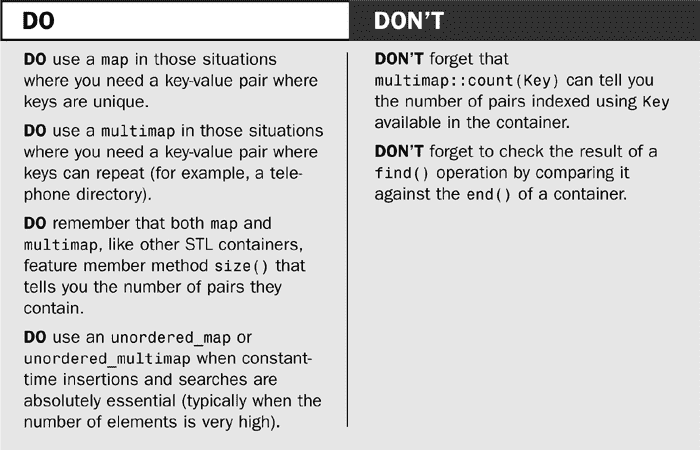 DO
DO use a map in those situations
where you need a key-value pair where
keys are unique.
DO use a multimap in those situations
where you need a key-value pair where
keys can repeat (for example, a tele-
phone directory).
DO remember that both map and
multimap, like other STL containers,
feature member method size() that
tells you the number of pairs they
contain.
DO use an unordered_map or
unordered_multimap when constant-
time insertions and searches are
absolutely essential (typically when the
number of elements is very high).
DON'T
DON'T forget that
multimap::count(Key) can tell you
the number of pairs indexed using Key
available in the container.
DON'T forget to check the result of a
find() operation by comparing it
against the end() of a container.